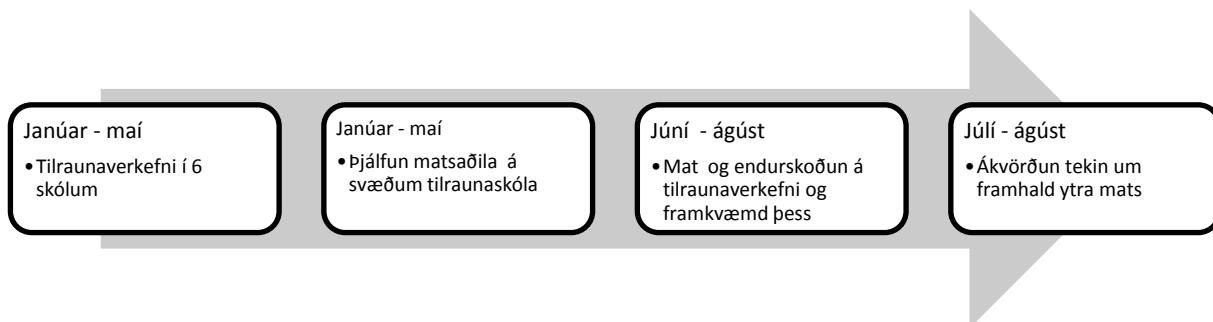 Janúar - maí
•Tilraunaverkefni í 6
skólum
Janúar - maí
•Þjálfun matsaðila á
svæðum tilraunaskóla
Júní - ágúst
•Mat og endurskoðun á
tilraunaverkefni og
framkvæmd þess
Júlí - ágúst
•Ákvörðun tekin um
framhald ytra mats